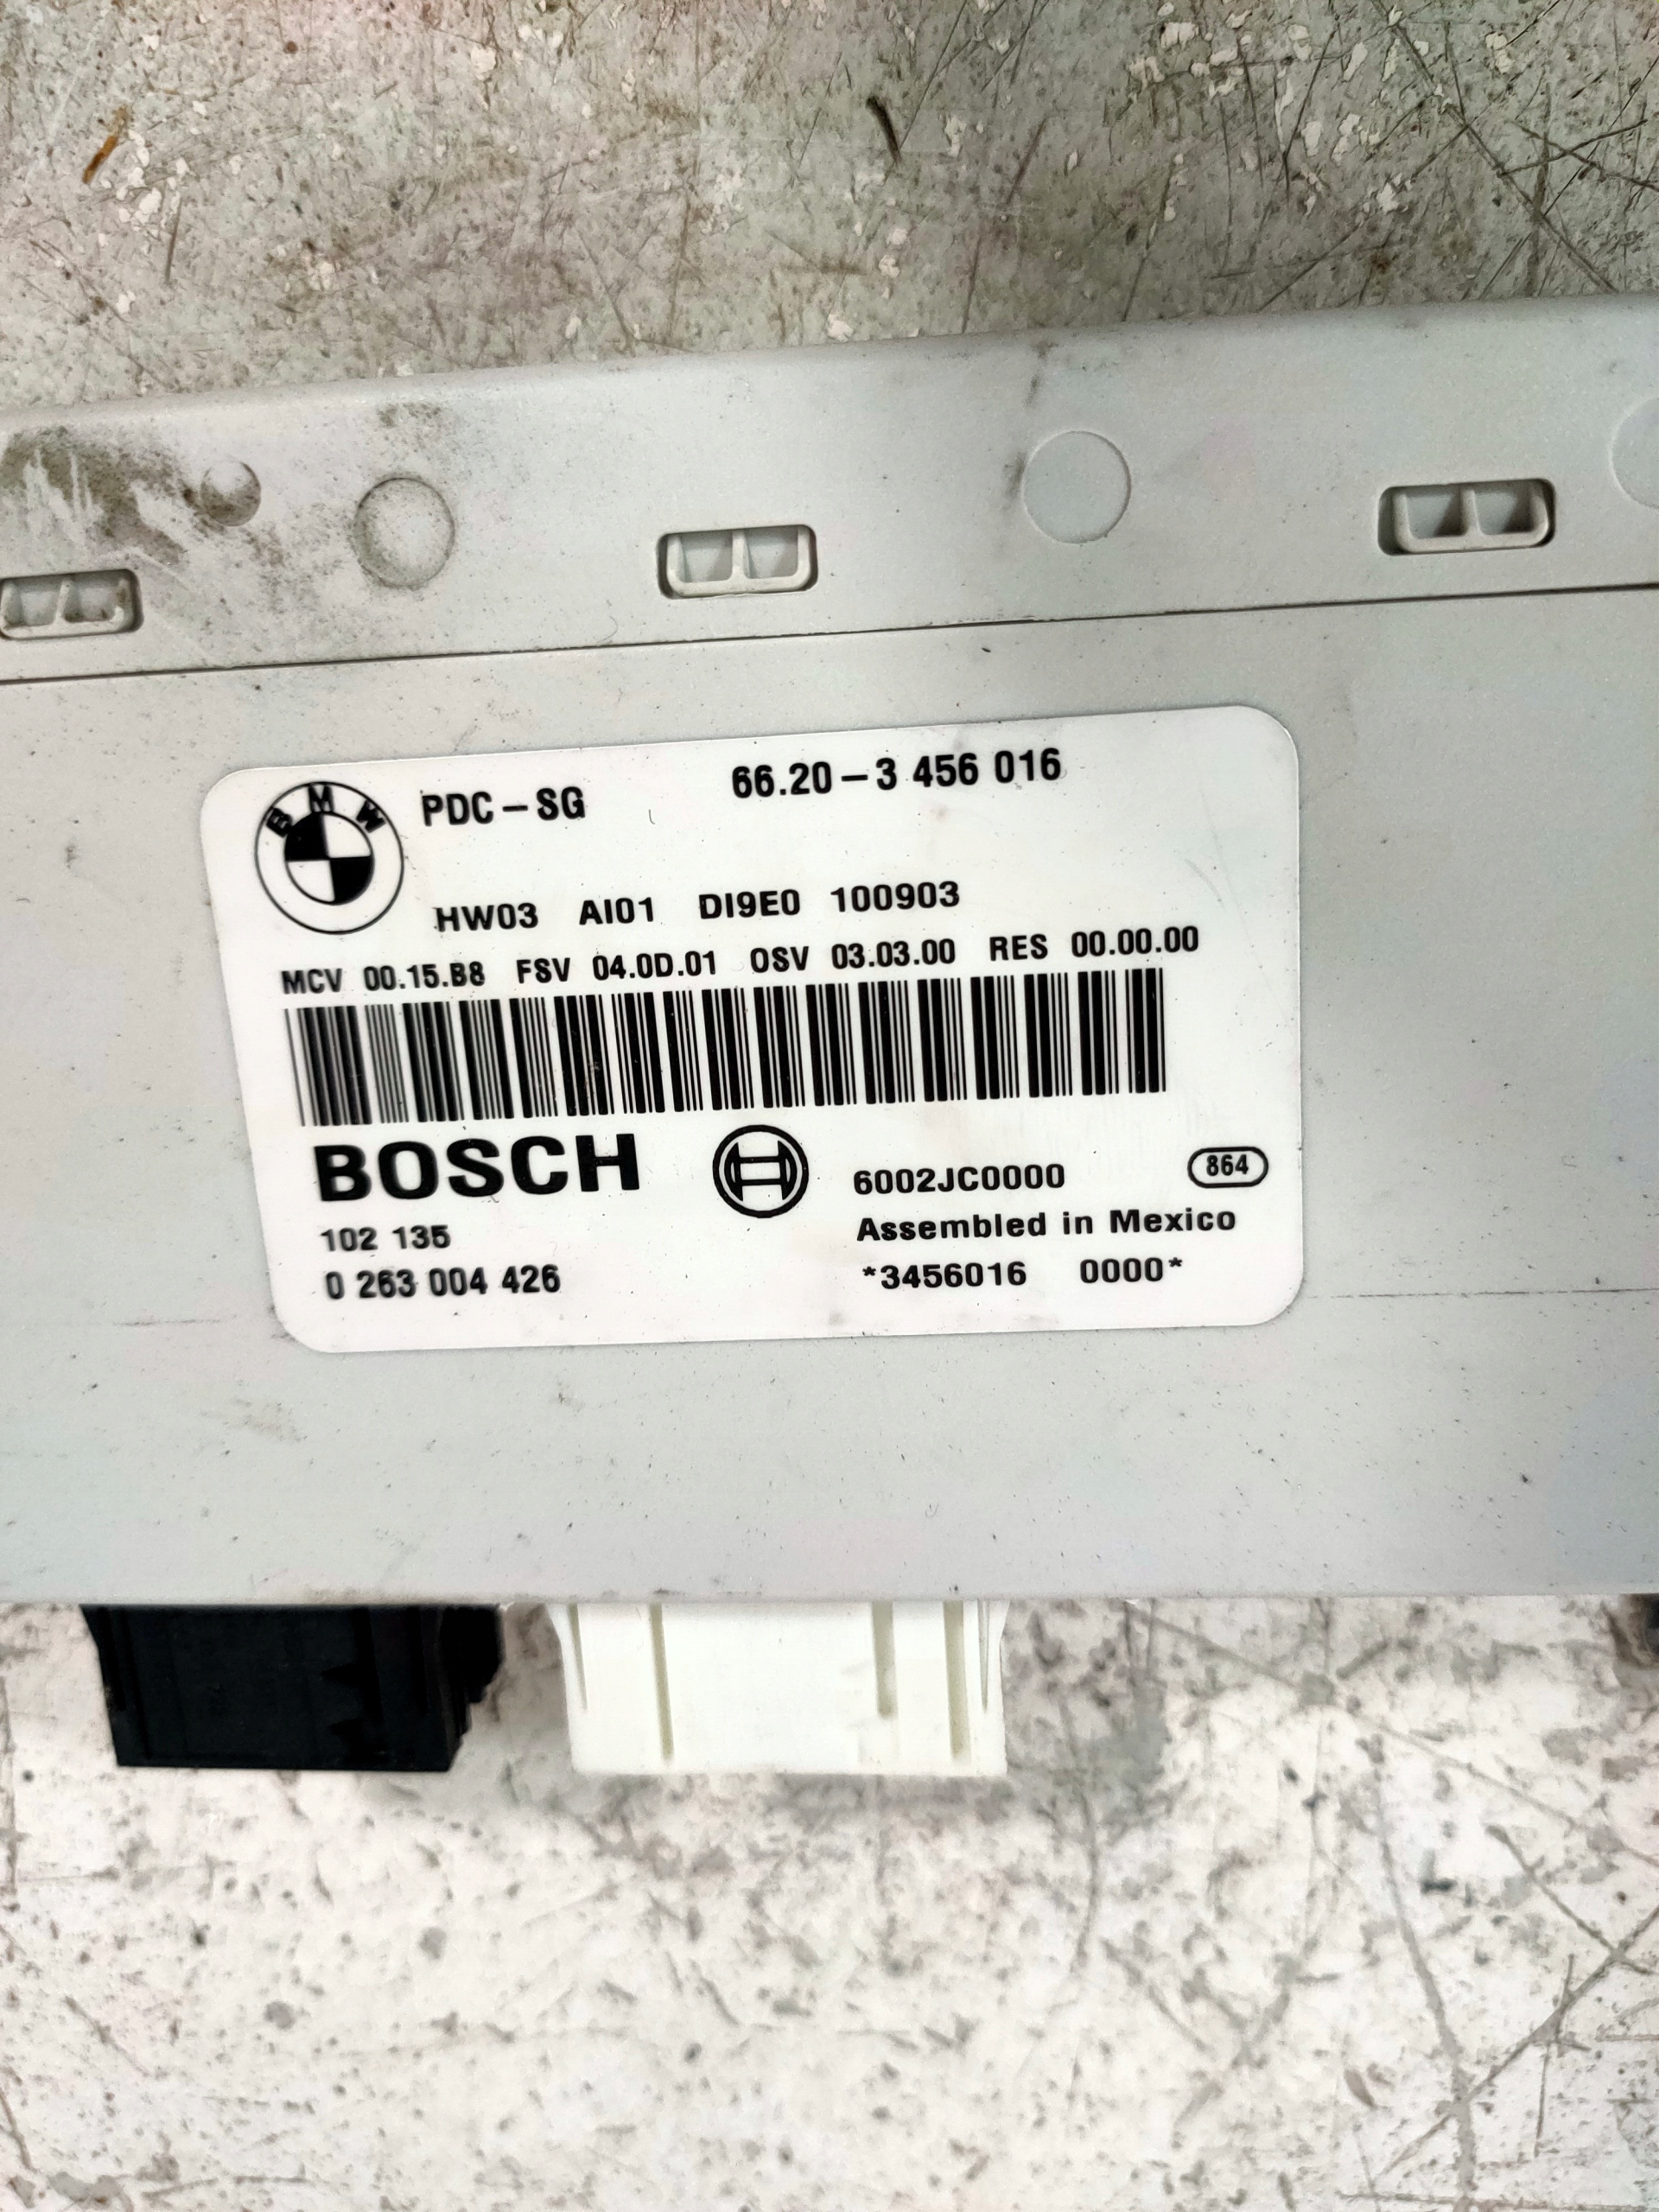 BMW
PDC-SG 66.20-3 456 016
HW03 AI01 DI9E0 100903
MCV 00.15.B8 FSV 04.0D.01 OSV 03.03.00 RES 00.00.00
BOSCH
6002JC0000 864
102 135 Assembled in Mexico
0 263 004 426 *3456016 0000*